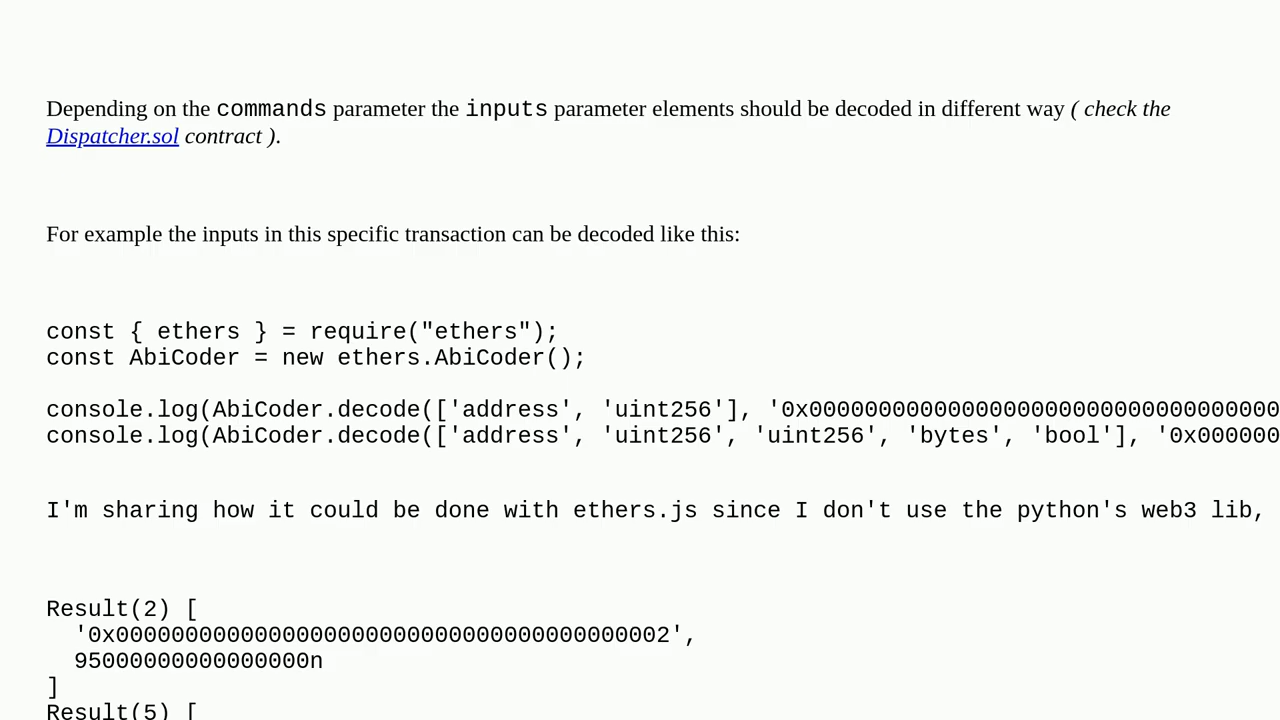 Depending on the commands parameter the inputs parameter elements should be decoded in different way ( check the
Dispatcher.sol contract ).
For example the inputs in this specific transaction can be decoded like this:
const { ethers } = require("ethers");
const AbiCoder = new ethers.AbiCoder();
console.log(AbiCoder.decode(['address', 'uint256'], '0x0000000000000000000000000000000000
console.log(AbiCoder.decode(['address', 'uint256', 'uint256', 'bytes', 'bool'], '0x000000
I'm sharing how it could be done with ethers.js since I don't use the python's web3 lib,
Result(2) [
'0x0000000000000000000000000000000000000002',
95000000000000000n
]
Result(5) [